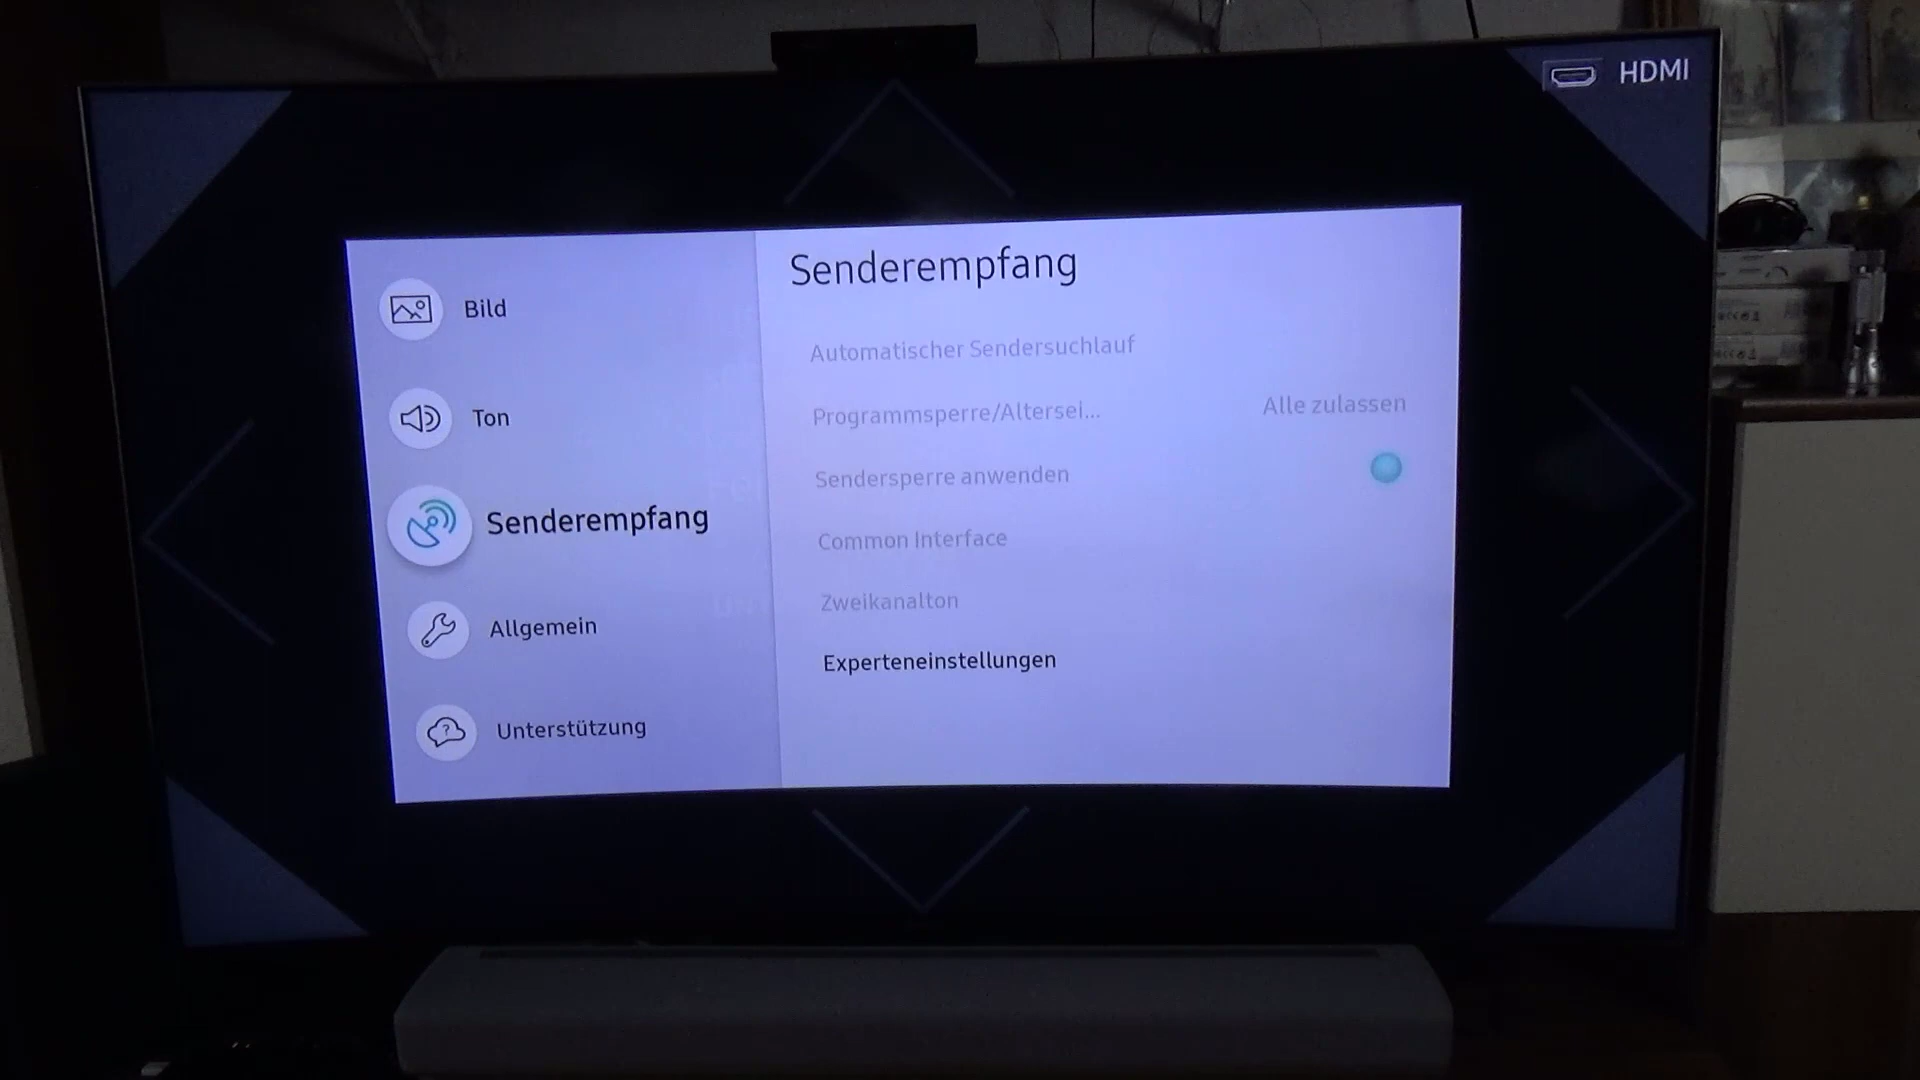 HDMI
Bild
Ton
Senderempfang
Allgemein
Unterstützung
Senderempfang
Automatischer Sendersuchlauf
Programmsperre/Altersei... Alle zulassen
Sendersperre anwenden
Common Interface
Zweikanalton
Experteneinstellungen